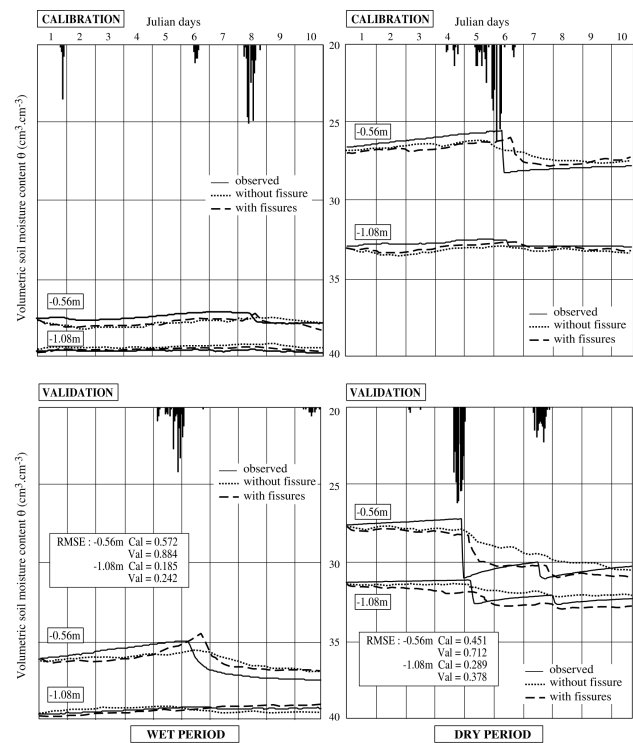 CALIBRATION Julian days
1 2 3 4 5 6 7 8 9 10
Volumetric soil moisture content θ (cm³.cm⁻³)
observed
without fissure
with fissures
-0.56m
-1.08m
CALIBRATION Julian days
1 2 3 4 5 6 7 8 9 10
20
25
30
35
40
-0.56m
-1.08m
observed
without fissure
with fissures
VALIDATION
Volumetric soil moisture content θ (cm³.cm⁻³)
observed
without fissure
with fissures
RMSE : -0.56m Cal = 0.572
Val = 0.884
-1.08m Cal = 0.185
Val = 0.242
-0.56m
-1.08m
WET PERIOD
VALIDATION
20
25
30
35
40
-0.56m
-1.08m
RMSE : -0.56m Cal = 0.451
Val = 0.712
-1.08m Cal = 0.289
Val = 0.378
observed
without fissure
with fissures
DRY PERIOD